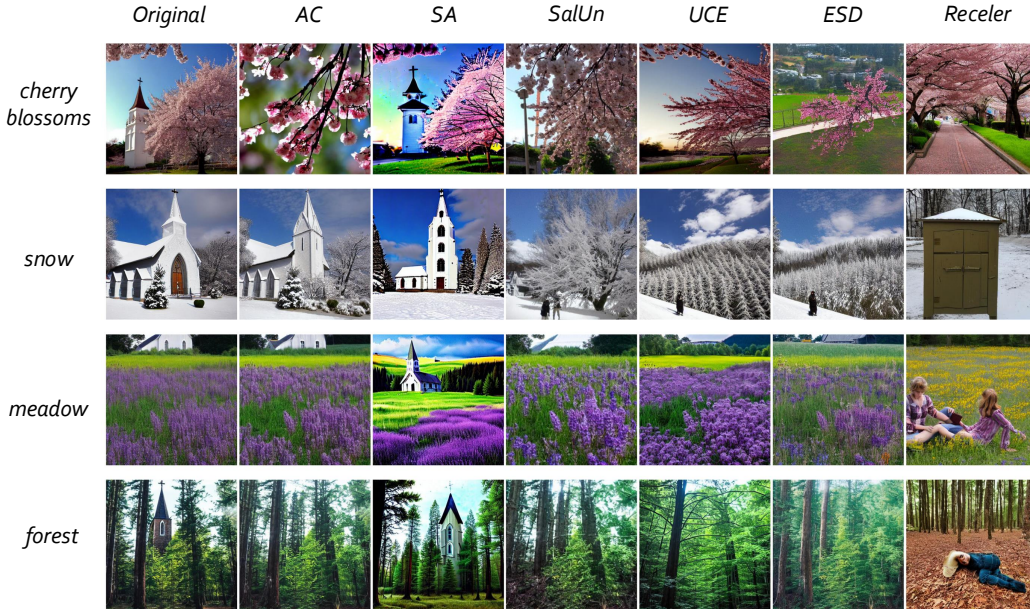 Original AC SA SalUn UCE ESD Receler
cherry
blossoms
snow
meadow
forest